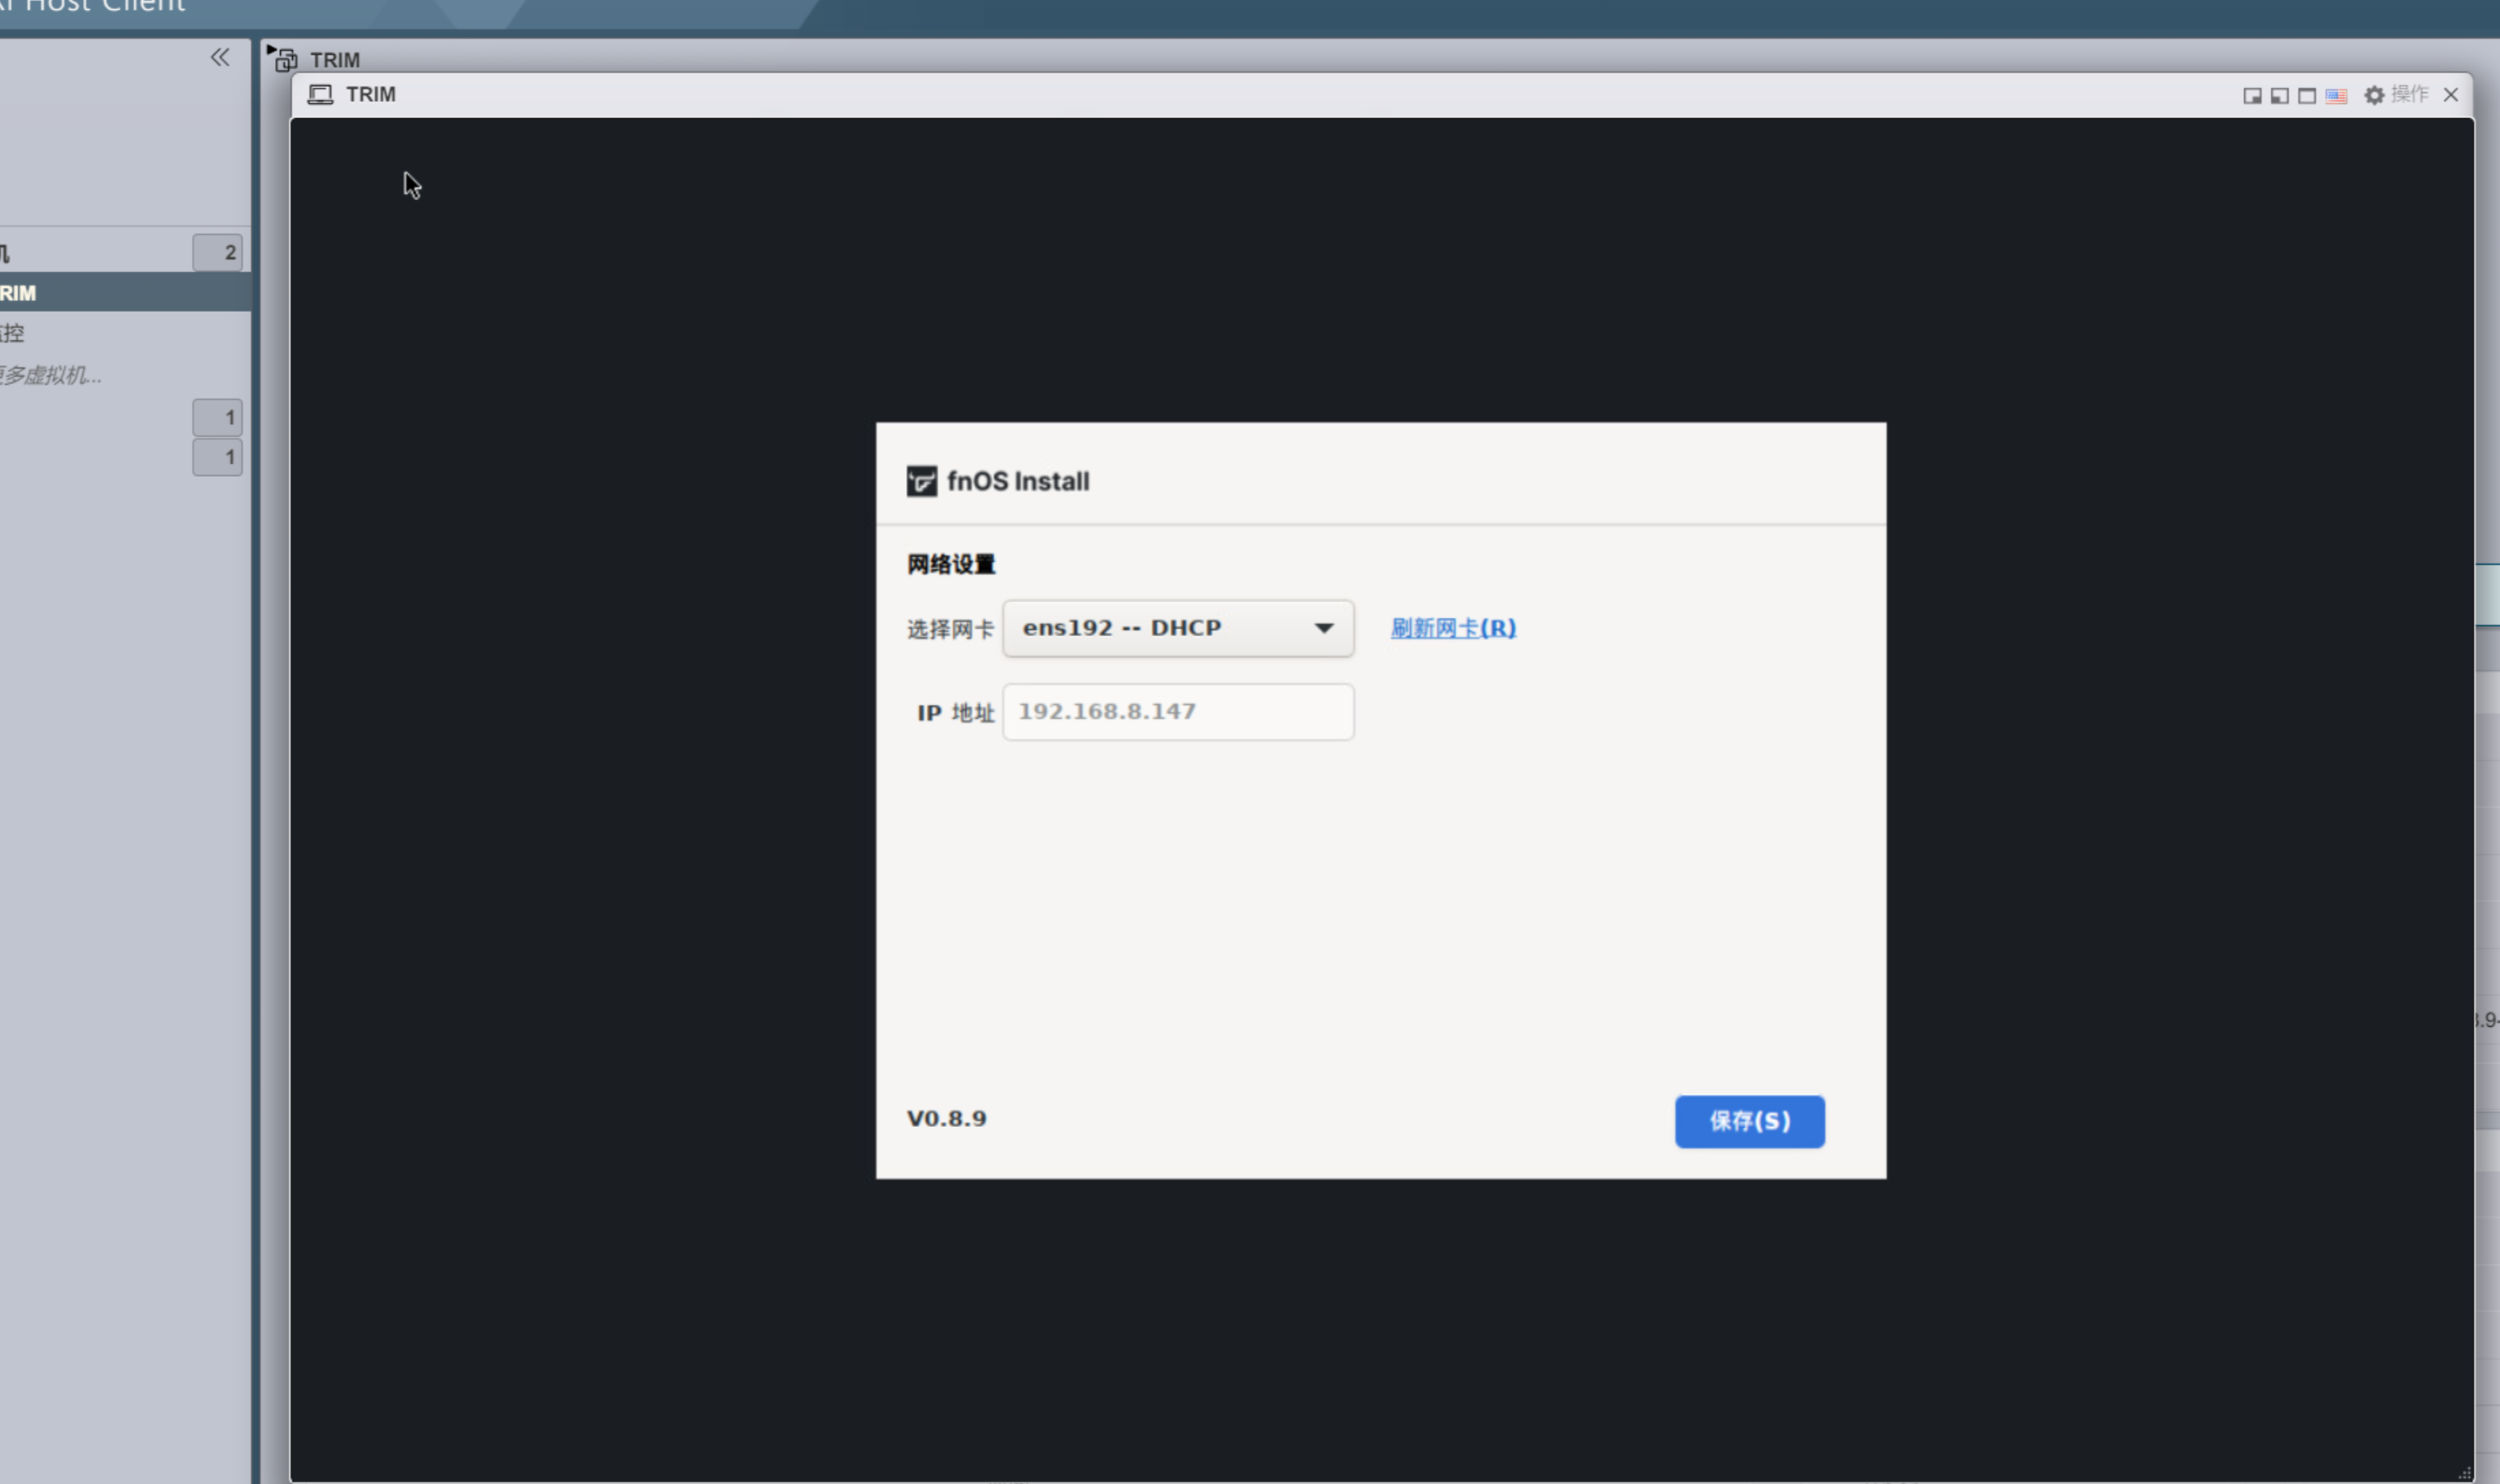 Host Client
TRIM
TRIM
操作
机
2
RIM
监控
更多虚拟机...
1
1
fnOS Install
网络设置
选择网卡
ens192 -- DHCP
刷新网卡(R)
IP 地址
192.168.8.147
V0.8.9
保存(S)